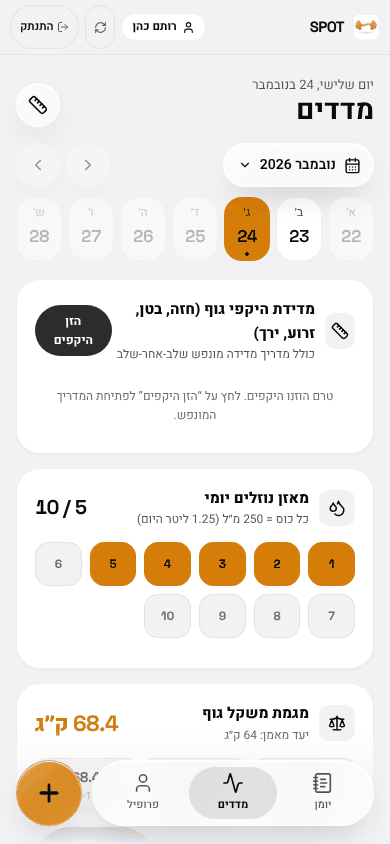 SPOT
רותם כהן
התנתק
יום שלישי, 24 בנובמבר
מדדים
נובמבר 2026
א' ב' ג' ד' ה' ו' ש'
22 23 24 25 26 27 28
מדידת היקפי גוף (חזה, בטן,
זרוע, ירך)
כולל מדריך מדידה מונפש שלב-אחר-שלב
הזן
היקפים
טרם הוזנו היקפים. לחץ על "הזן היקפים" לפתיחת המדריך
המונפש.
מאזן נוזלים יומי
כל כוס = 250 מ"ל (1.25 ליטר היום)
10 / 5
1 2 3 4 5 6
7 8 9 10
מגמת משקל גוף
יעד מאמן: 64 ק"ג
68.4 ק"ג
יומן
מדדים
פרופיל